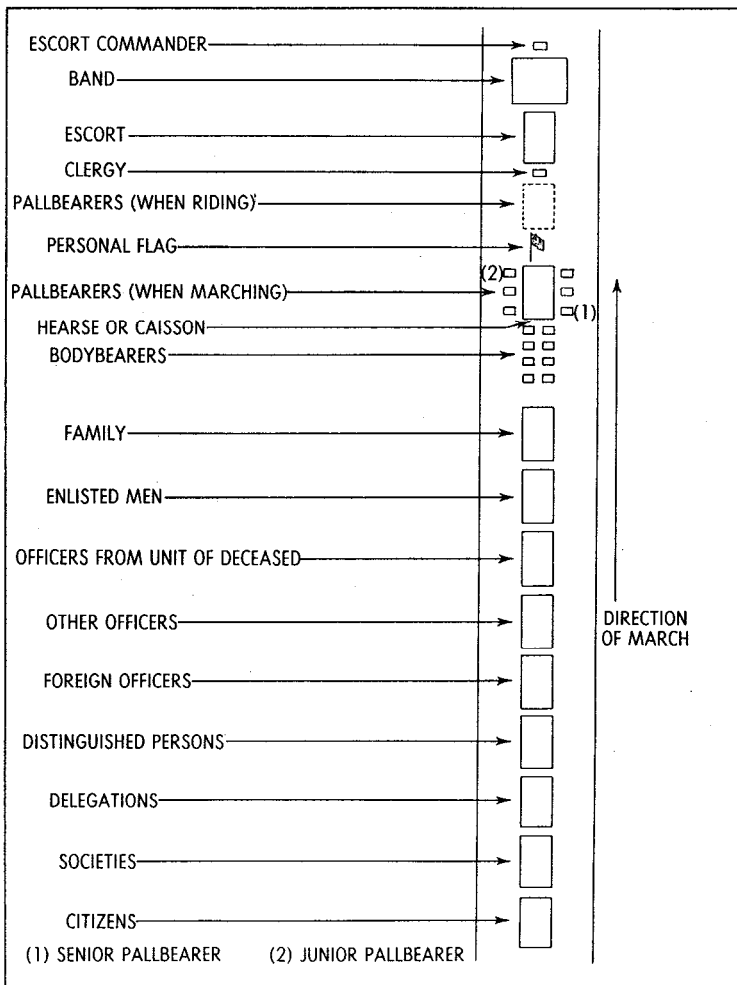 ESCORT COMMANDER
BAND
ESCORT
CLERGY
PALLBEARERS (WHEN RIDING)
PERSONAL FLAG
(2)
PALLBEARERS (WHEN MARCHING)
(1)
HEARSE OR CAISSON
BODYBEARERS
FAMILY
ENLISTED MEN
OFFICERS FROM UNIT OF DECEASED
OTHER OFFICERS
DIRECTION
OF MARCH
FOREIGN OFFICERS
DISTINGUISHED PERSONS
DELEGATIONS
SOCIETIES
CITIZENS
(1) SENIOR PALLBEARER (2) JUNIOR PALLBEARER